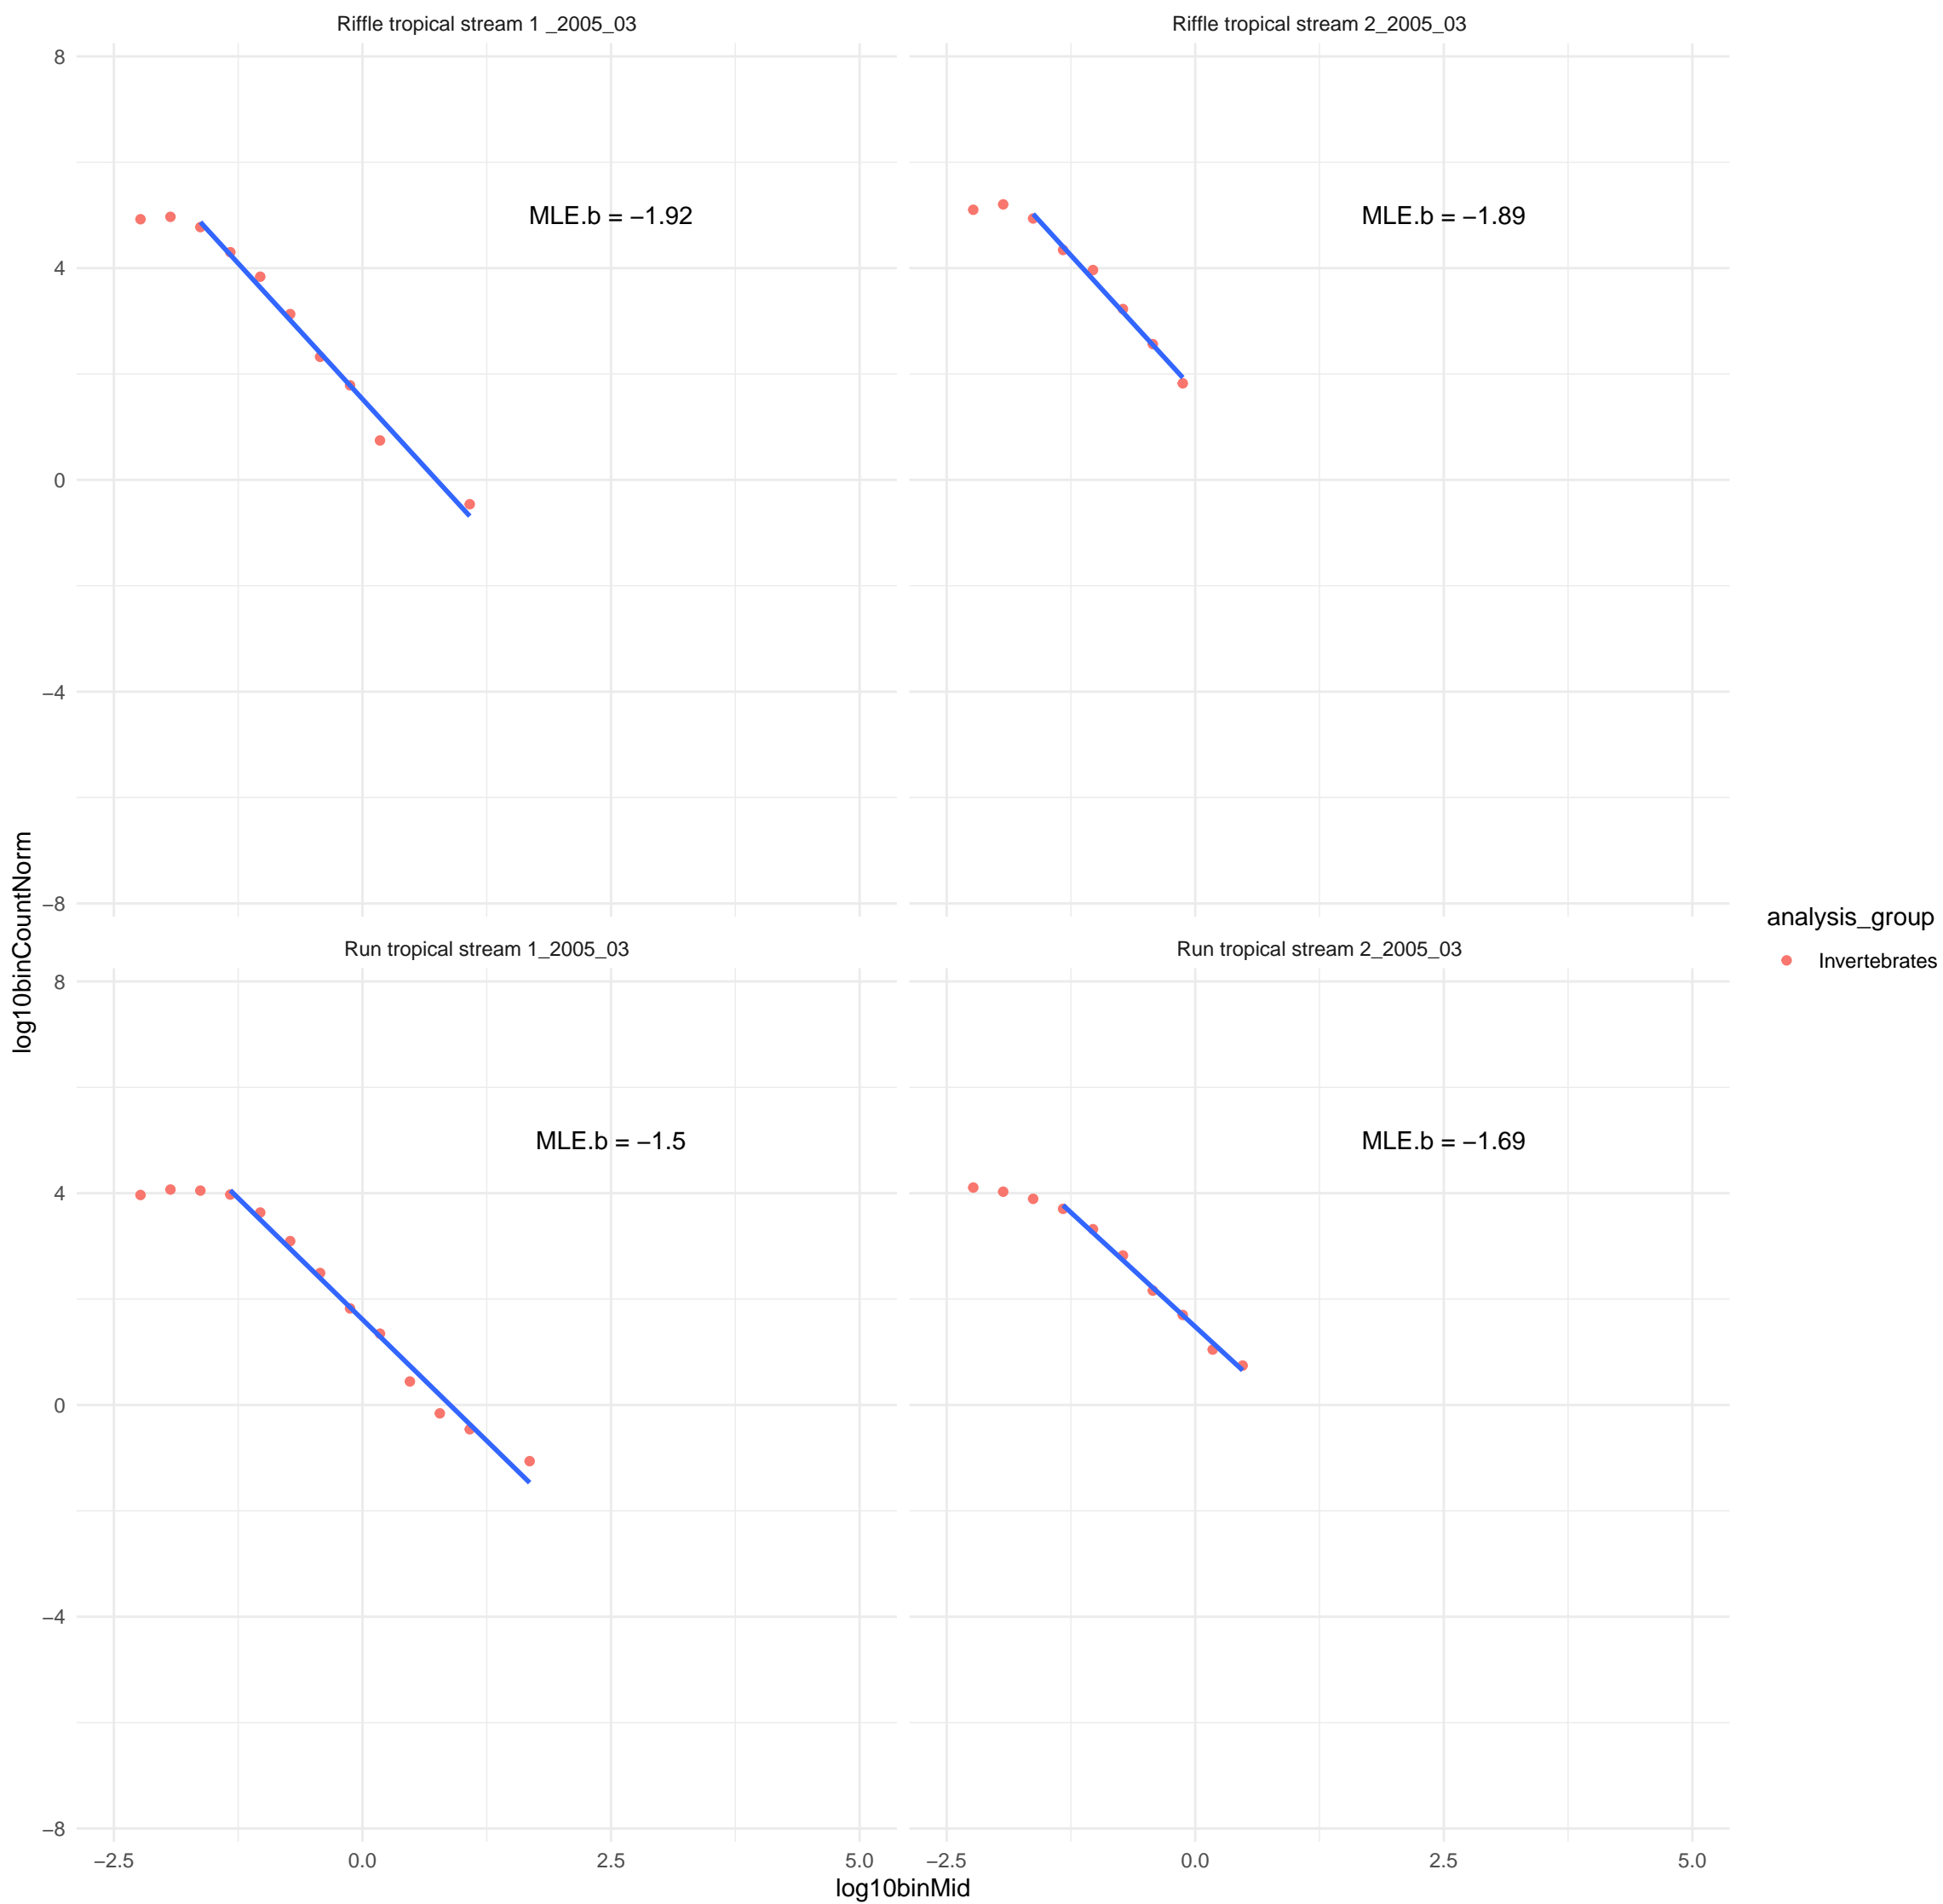 Riffle tropical stream 1 _2005_03
Riffle tropical stream 2_2005_03
8
4
0
−4
−8
MLE.b = −1.92
MLE.b = −1.89
log10binCountNorm
Run tropical stream 1_2005_03
Run tropical stream 2_2005_03
8
4
0
−4
−8
MLE.b = −1.5
MLE.b = −1.69
−2.5 0.0 2.5 5.0 −2.5 0.0 2.5 5.0
log10binMid
analysis_group
Invertebrates